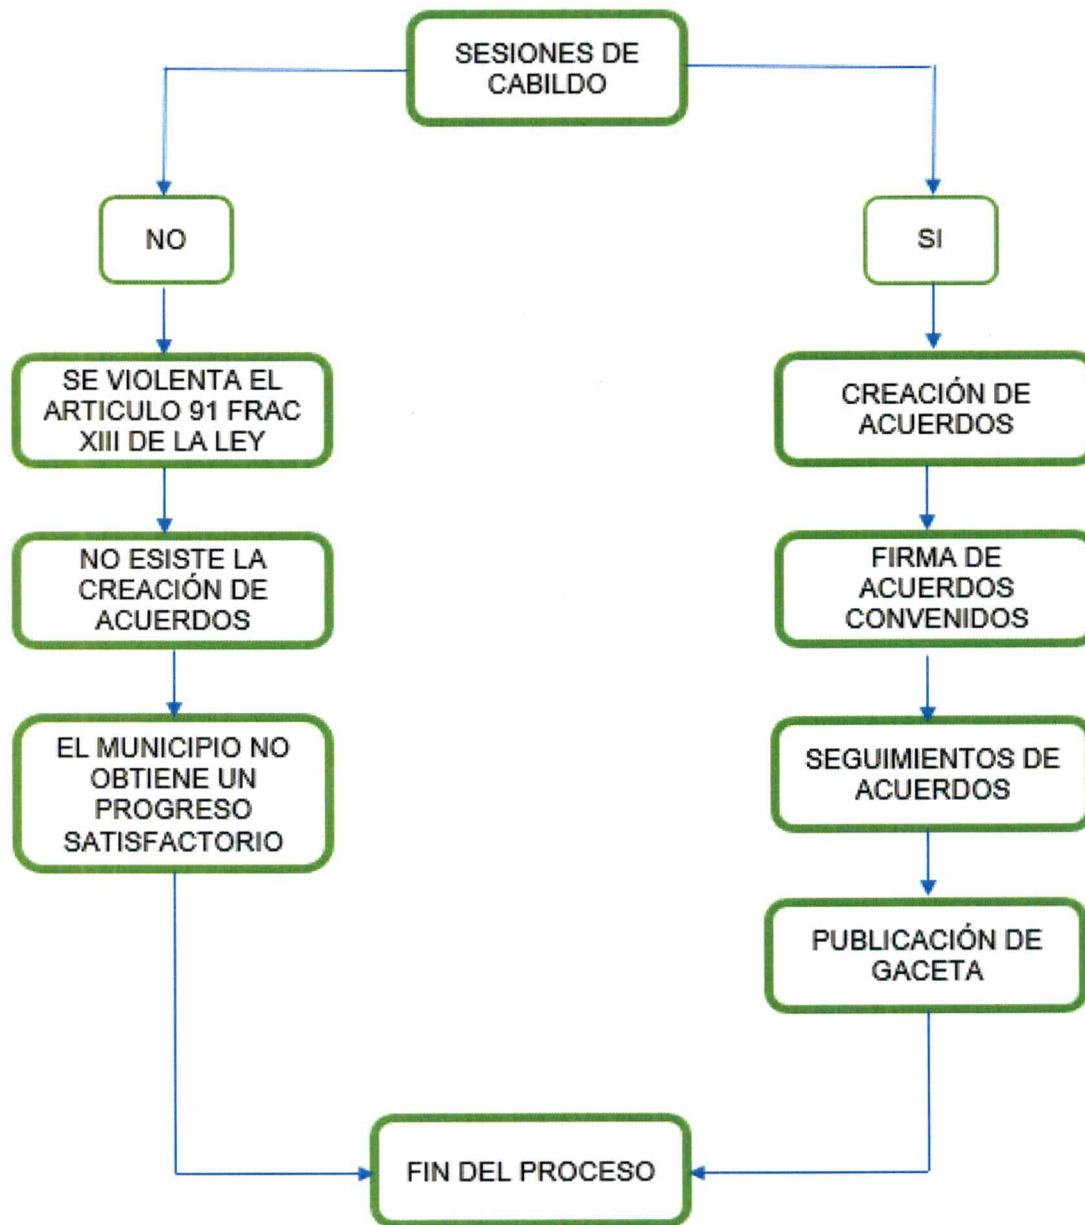 SESIONES DE
CABILDO
NO
SI
SE VIOLENTA EL
ARTICULO 91 FRAC
XIII DE LA LEY
CREACIÓN DE
ACUERDOS
NO ESISTE LA
CREACIÓN DE
ACUERDOS
FIRMA DE
ACUERDOS
CONVENIDOS
EL MUNICIPIO NO
OBTIENE UN
PROGRESO
SATISFACTORIO
SEGUIMIENTOS DE
ACUERDOS
PUBLICACIÓN DE
GACETA
FIN DEL PROCESO